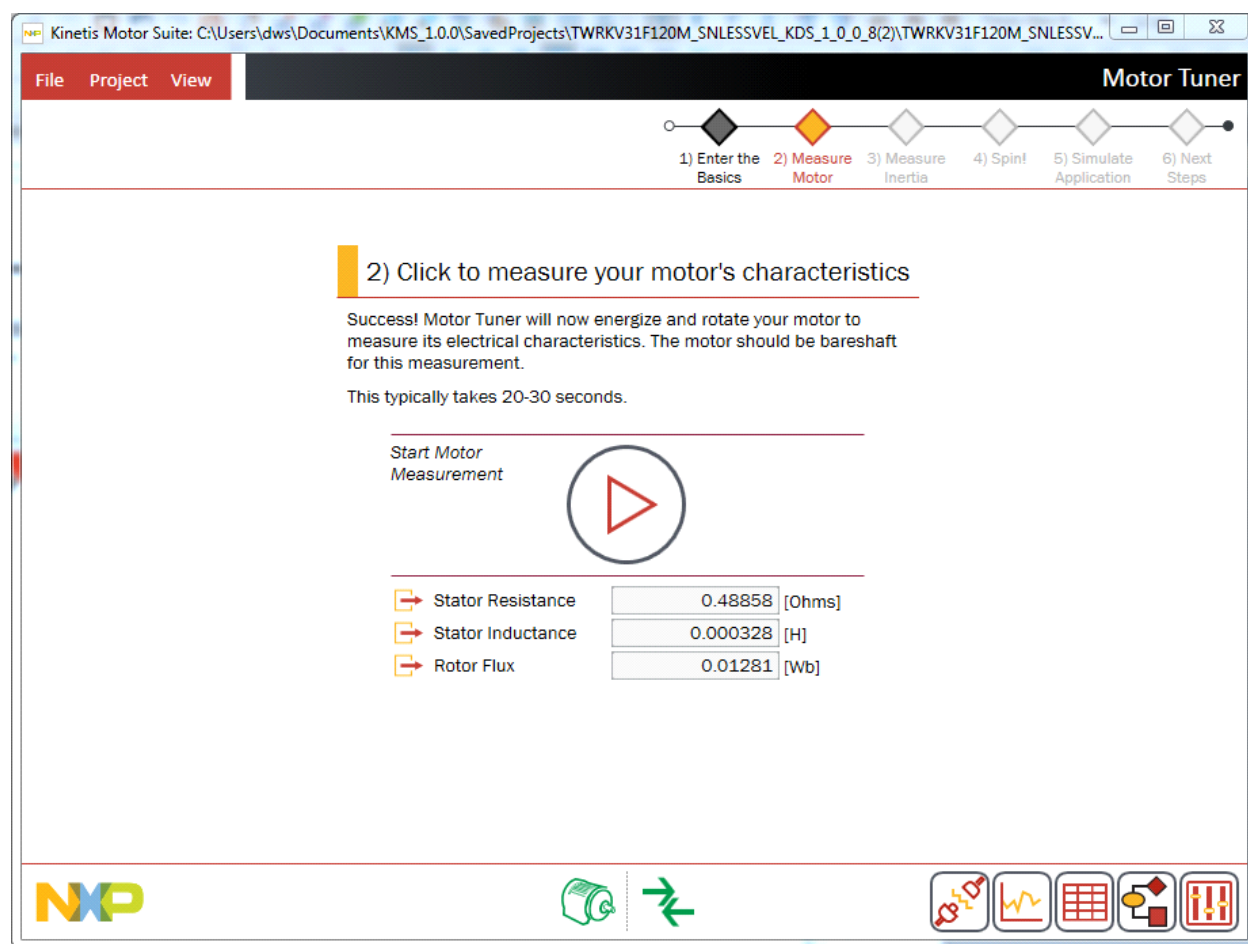 NXP Kinetis Motor Suite: C:\Users\dws\Documents\KMS_1.0.0\SavedProjects\TWRKV31F120M_SNLESSVEL_KDS_1_0_0_8(2)\TWRKV31F120M_SNLESSV...
File Project View
Motor Tuner
1) Enter the Basics
2) Measure Motor
3) Measure Inertia
4) Spin!
5) Simulate Application
6) Next Steps
2) Click to measure your motor's characteristics
Success! Motor Tuner will now energize and rotate your motor to
measure its electrical characteristics. The motor should be bareshaft
for this measurement.
This typically takes 20-30 seconds.
Start Motor
Measurement
Stator Resistance 0.48858 [Ohms]
Stator Inductance 0.000328 [H]
Rotor Flux 0.01281 [Wb]
NXP